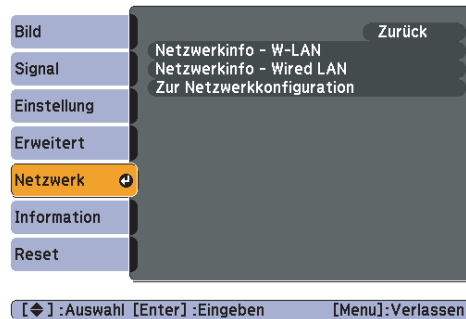 Bild
Signal
Einstellung
Erweitert
Netzwerk
Information
Reset
Zurück
Netzwerkinfo - W-LAN
Netzwerkinfo - Wired LAN
Zur Netzwerkkonfiguration
[◆] :Auswahl [Enter] :Eingeben [Menu]:Verlassen